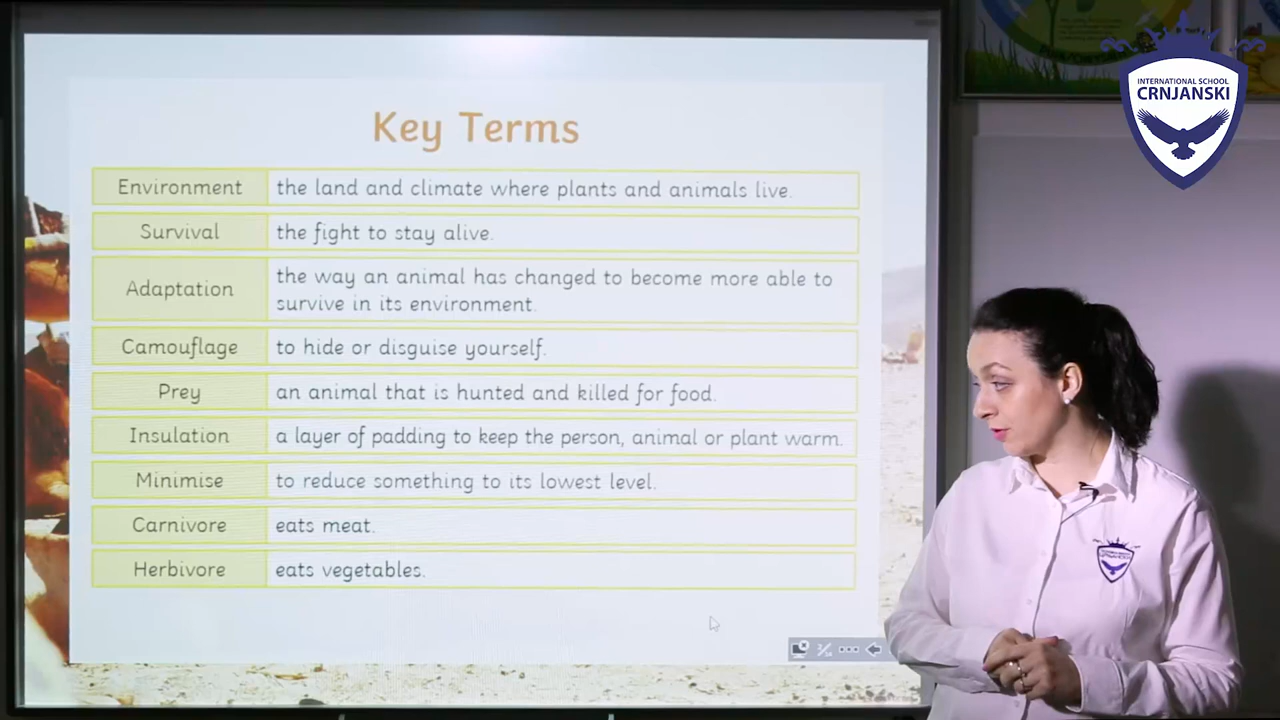 Key Terms
Environment the land and climate where plants and animals live.
Survival the fight to stay alive.
Adaptation the way an animal has changed to become more able to
survive in its environment.
Camouflage to hide or disguise yourself.
Prey an animal that is hunted and killed for food.
Insulation a layer of padding to keep the person, animal or plant warm.
Minimise to reduce something to its lowest level.
Carnivore eats meat.
Herbivore eats vegetables.
INTERNATIONAL SCHOOL
CRNJANSKI